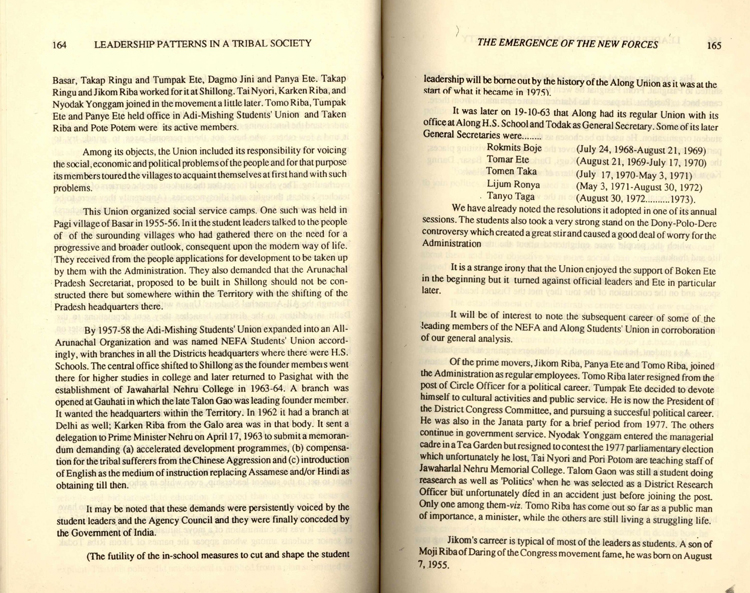 164 LEADERSHIP PATTERNS IN A TRIBAL SOCIETY
Basar, Takap Ringu and Tumpak Ete, Dagmo Jini and Panya Ete. Takap
Ringu and Jikom Riba worked for it at Shillong. Tai Nyori, Karken Riba, and
Nyodak Yonggam joined in the movement a little later. Tomo Riba, Tumpak
Ete and Panye Ete held office in Adi-Mishing Students' Union and Taken
Riba and Pote Potem were its active members.
Among its objects, the Union included its responsibility for voicing
the social, economic and political problems of the people and for that purpose
its members toured the villages to acquaint themselves at first hand with such
problems.
This Union organized social service camps. One such was held in
Pagi village of Basar in 1955-56. In it the student leaders talked to the people
of of the surounding villages who had gathered there on the need for a
progressive and broader outlook, consequent upon the modern way of life.
They received from the people applications for development to be taken up
by them with the Administration. They also demanded that the Arunachal
Pradesh Secretariat, proposed to be built in Shillong should not be con-
structed there but somewhere within the Territory with the shifting of the
Pradesh headquarters there.
By 1957-58 the Adi-Mishing Students' Union expanded into an All-
Arunachal Organization and was named NEFA Students' Union accord-
ingly, with branches in all the Districts headquarters where there were H.S.
Schools. The central office shifted to Shillong as the founder members went
there for higher studies in college and later returned to Pasighat with the
establishment of Jawaharlal Nehru College in 1963-64. A branch was
opened at Gauhati in which the late Talon Gao was leading founder member.
It wanted the headquarters within the Territory. In 1962 it had a branch at
Delhi as well; Karken Riba from the Galo area was in that body. It sent a
delegation to Prime Minister Nehru on April 17, 1963 to submit a memoran-
dum demanding (a) accelerated development programmes, (b) compensa-
tion for the tribal sufferers from the Chinese Aggression and (c) introduction
of English as the medium of instruction replacing Assamese and/or Hindi as
obtaining till then.
It may be noted that these demands were persistently voiced by the
student leaders and the Agency Council and they were finally conceded by
the Government of India.
(The futility of the in-school measures to cut and shape the student
THE EMERGENCE OF THE NEW FORCES 165
leadership will be borne out by the history of the Along Union as it was at the
start of what it became in 1975).
It was later on 19-10-63 that Along had its regular Union with its
office at Along H.S. School and Todak as General Secretary. Some of its later
General Secretaries were........
Rokmits Boje (July 24, 1968-August 21, 1969)
Tomar Ete (August 21, 1969-July 17, 1970)
Tomen Taka (July 17, 1970-May 3, 1971)
Lijum Ronya (May 3, 1971-August 30, 1972)
Tanyo Taga (August 30, 1972..........1973).
We have already noted the resolutions it adopted in one of its annual
sessions. The students also took a very strong stand on the Dony-Polo-Dere
controversy which created a great stir and caused a good deal of worry for the
Administration
It is a strange irony that the Union enjoyed the support of Boken Ete
in the beginning but it turned against official leaders and Ete in particular
later.
It will be of interest to note the subsequent career of some of the
leading members of the NEFA and Along Students' Union in corroboration
of our general analysis.
Of the prime movers, Jikom Riba, Panya Ete and Tomo Riba, joined
the Administration as regular employees. Tomo Riba later resigned from the
post of Circle Officer for a political career. Tumpak Ete decided to devote
himself to cultural activities and public service. He is now the President of
the District Congress Committee, and pursuing a succesful political career.
He was also in the Janata party for a brief period from 1977. The others
continue in government service. Nyodak Yonggam entered the managerial
cadre in a Tea Garden but resigned to contest the 1977 parliamentary election
which unfortunately he lost, Tai Nyori and Pori Potom are teaching staff of
Jawaharlal Nehru Memorial College. Talom Gaon was still a student doing
reasearch as well as 'Politics' when he was selected as a District Research
Officer but unfortunately died in an accident just before joining the post.
Only one among them-viz. Tomo Riba has come out so far as a public man
of importance, a minister, while the others are still living a struggling life.
Jikom's carreer is typical of most of the leaders as students. A son of
Moji Riba of Daring of the Congress movement fame, he was born on August
7, 1955.